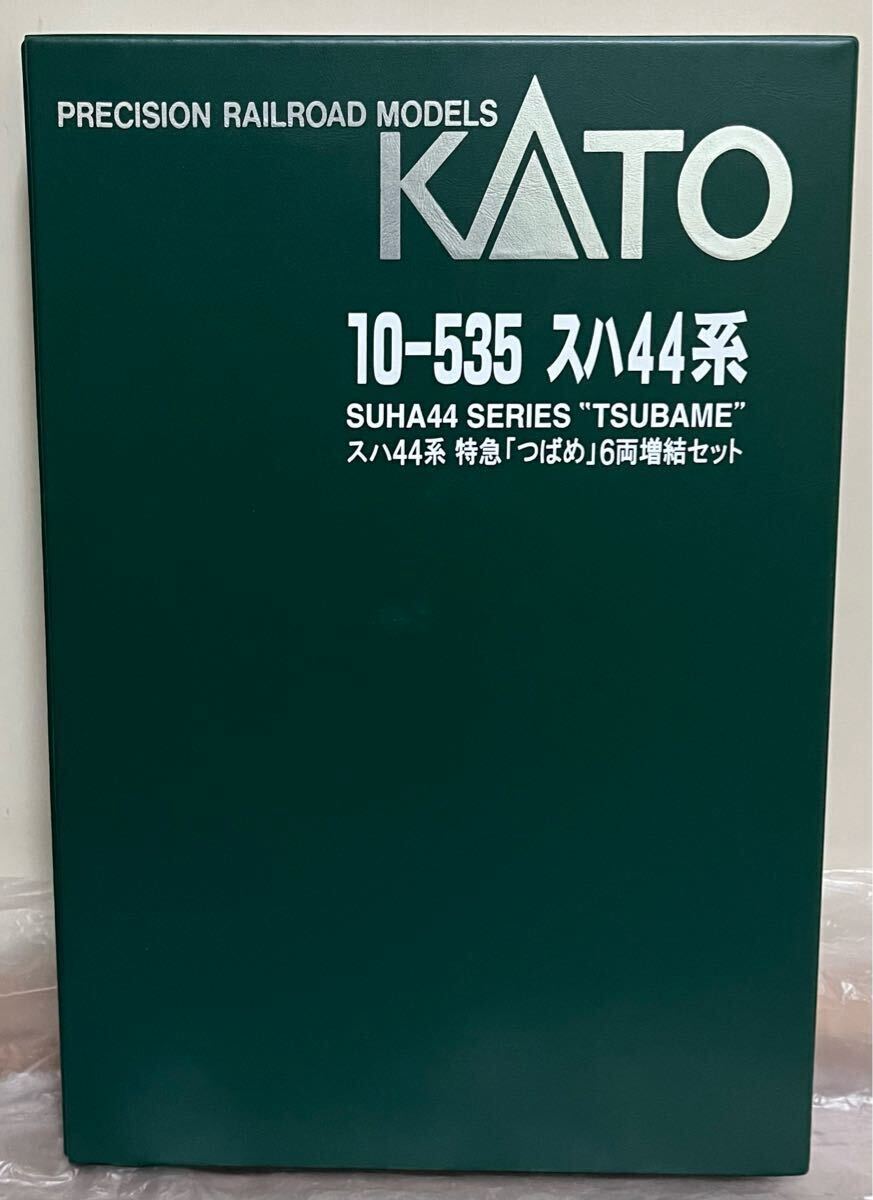 PRECISION RAILROAD MODELS
KATO
10-535 スハ44系
SUHA44 SERIES “TSUBAME”
スハ44系 特急「つばめ」6両増結セット